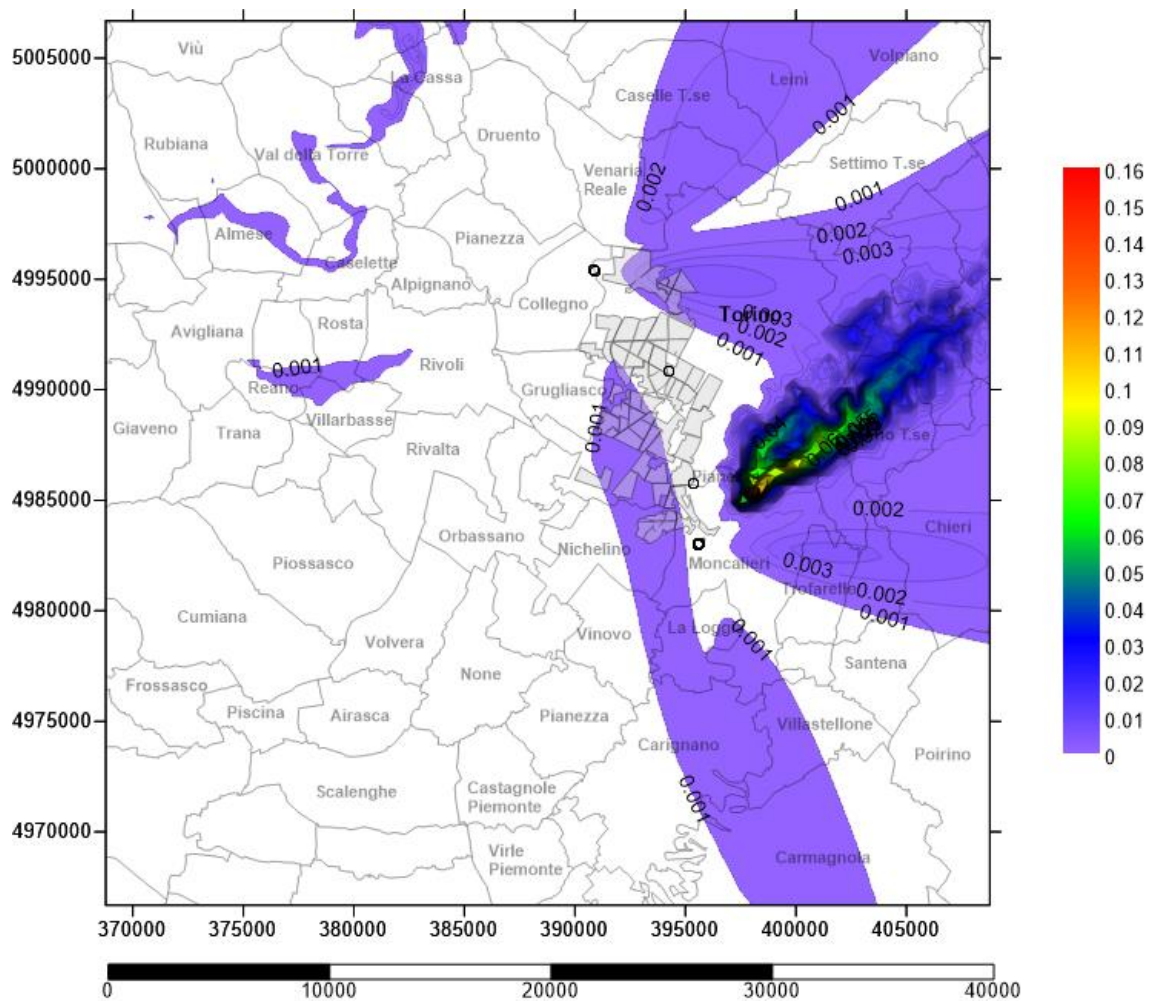 5005000
5000000
4995000
4990000
4985000
4980000
4975000
4970000
Viù
La Cassa
Caselle T.se
Leinì
Volpiano
0.001
Rubiana
Val della Torre
Druento
Venaria
Reale
0.002
Settimo T.se
0.001
0.002
0.003
Almese
Caselette
Pianezza
Alpignano
Collegno
Torino
0.002
0.001
Avigliana
Rosta
0.001
Reano
Rivoli
Grugliasco
0.001
Giaveno
Trana
Villarbasse
Rivalta
0.04
T.se
Orbassano
Nichelino
Moncalieri
0.002
Chieri
0.003
Trofarello
0.002
0.001
Piossasco
Cumiana
Volvera
Vinovo
La Loggia
0.001
Santena
Frossasco
Piscina
Airasca
None
Pianezza
Carignano
Villastellone
Poirino
Scalenghe
Castagnole
Piemonte
0.001
Virle
Piemonte
Carmagnola
370000 375000 380000 385000 390000 395000 400000 405000
0 10000 20000 30000 40000
0.16
0.15
0.14
0.13
0.12
0.11
0.1
0.09
0.08
0.07
0.06
0.05
0.04
0.03
0.02
0.01
0